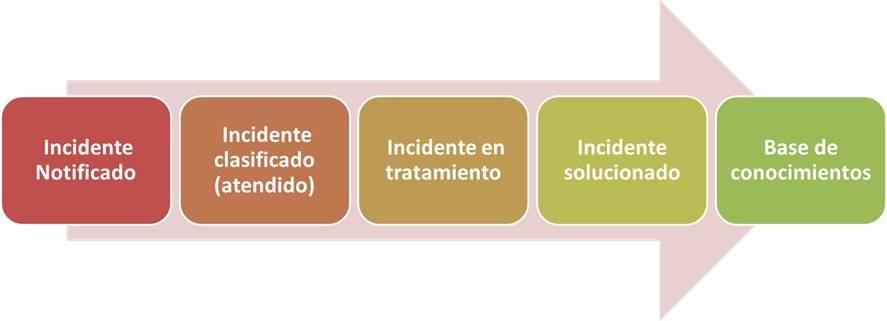 Incidente
Notificado
Incidente
clasificado
(atendido)
Incidente en
tratamiento
Incidente
solucionado
Base de
conocimientos